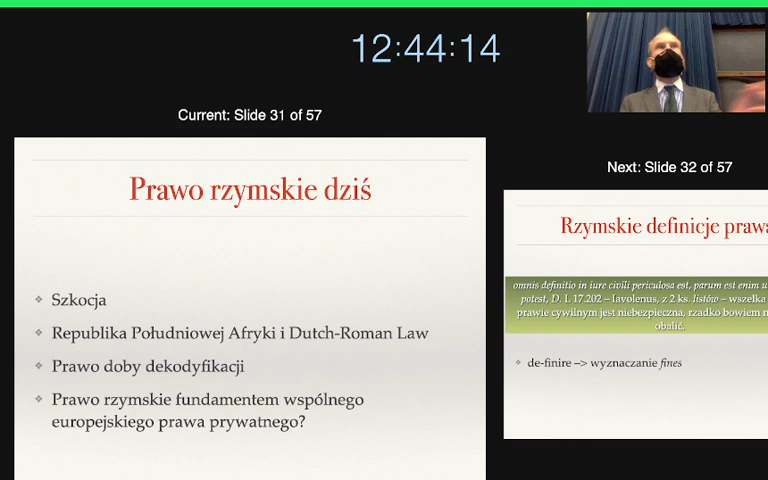 12:44:14
Current: Slide 31 of 57
Prawo rzymskie dziś
Szkocja
Republika Południowej Afryki i Dutch-Roman Law
Prawo doby dekodyfikacji
Prawo rzymskie fundamentem wspólnego
europejskiego prawa prywatnego?
Next: Slide 32 of 57
Rzymskie definicje prawa
omnis definitio in iure civili periculosa est, parum est enim u
potest, D. L 17.202 – Iavolenus, z 2 ks. listów – wszelka
prawie cywilnym jest niebezpieczna, rzadko bowiem
obalić.
de-finire –> wyznaczanie fines